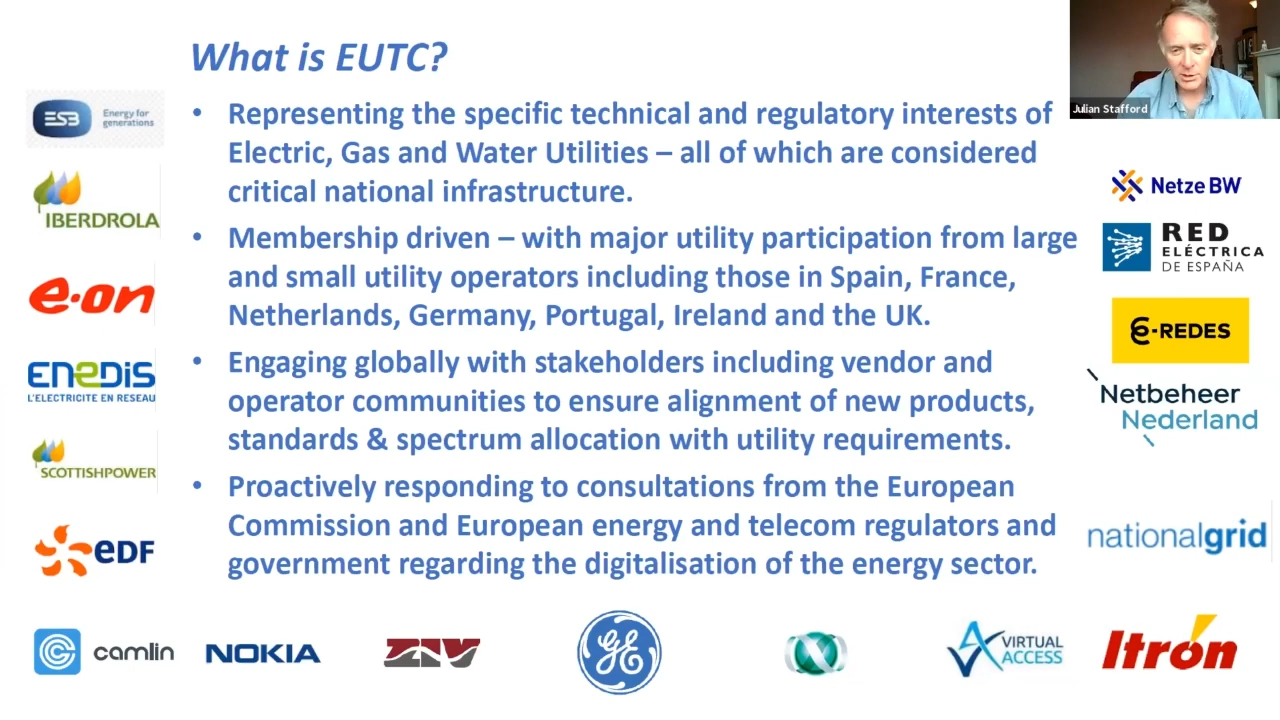 What is EUTC?
• Representing the specific technical and regulatory interests of
Electric, Gas and Water Utilities – all of which are considered
critical national infrastructure.
• Membership driven – with major utility participation from large
and small utility operators including those in Spain, France,
Netherlands, Germany, Portugal, Ireland and the UK.
• Engaging globally with stakeholders including vendor and
operator communities to ensure alignment of new products,
standards & spectrum allocation with utility requirements.
• Proactively responding to consultations from the European
Commission and European energy and telecom regulators and
government regarding the digitalisation of the energy sector.
ESB
Energy for
generations
IBERDROLA
e·on
ENEDIS
L'ELECTRICITE EN RESEAU
SCOTTISHPOWER
eDF
Julian Stafford
Netze BW
RED
ELÉCTRICA
DE ESPAÑA
E-REDES
Netbeheer
Nederland
nationalgrid
camlin
NOKIA
ZIV
GE
VIRTUAL
ACCESS
Itron